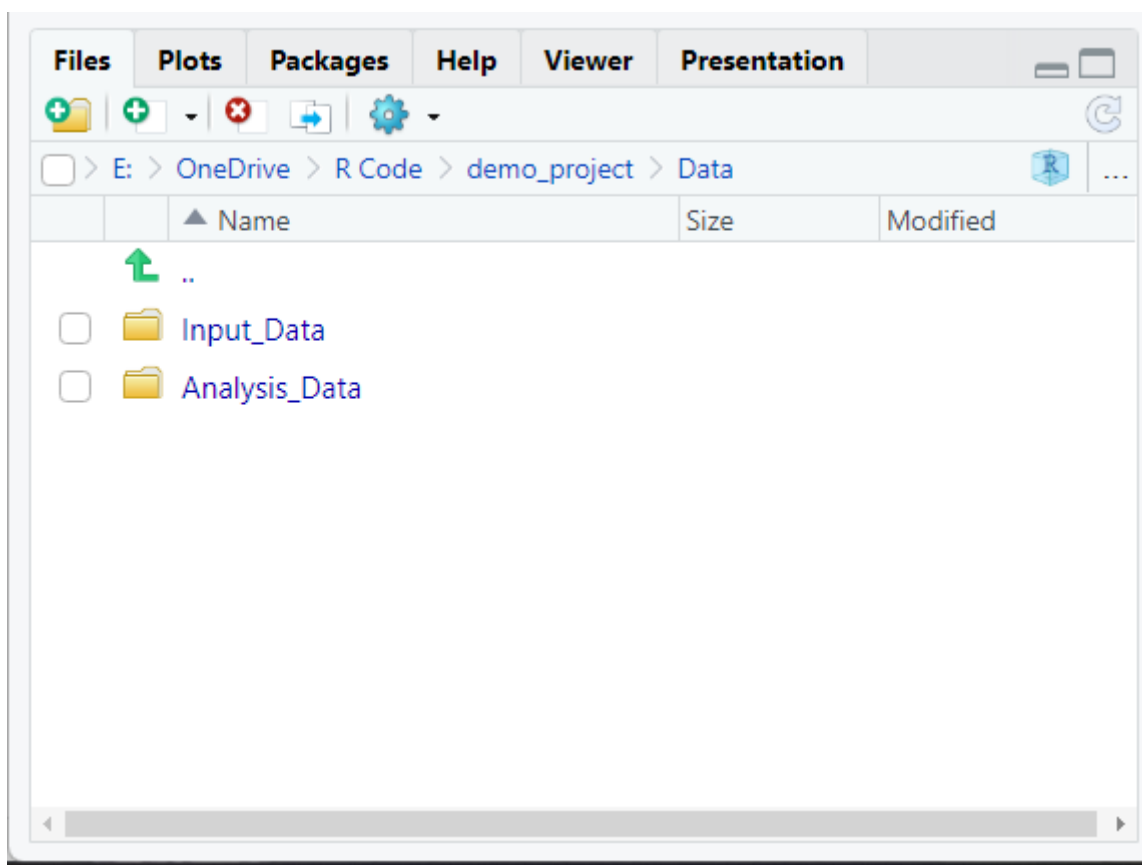 Files Plots Packages Help Viewer Presentation
E: > OneDrive > R Code > demo_project > Data R ...
Name Size Modified
..
Input_Data
Analysis_Data